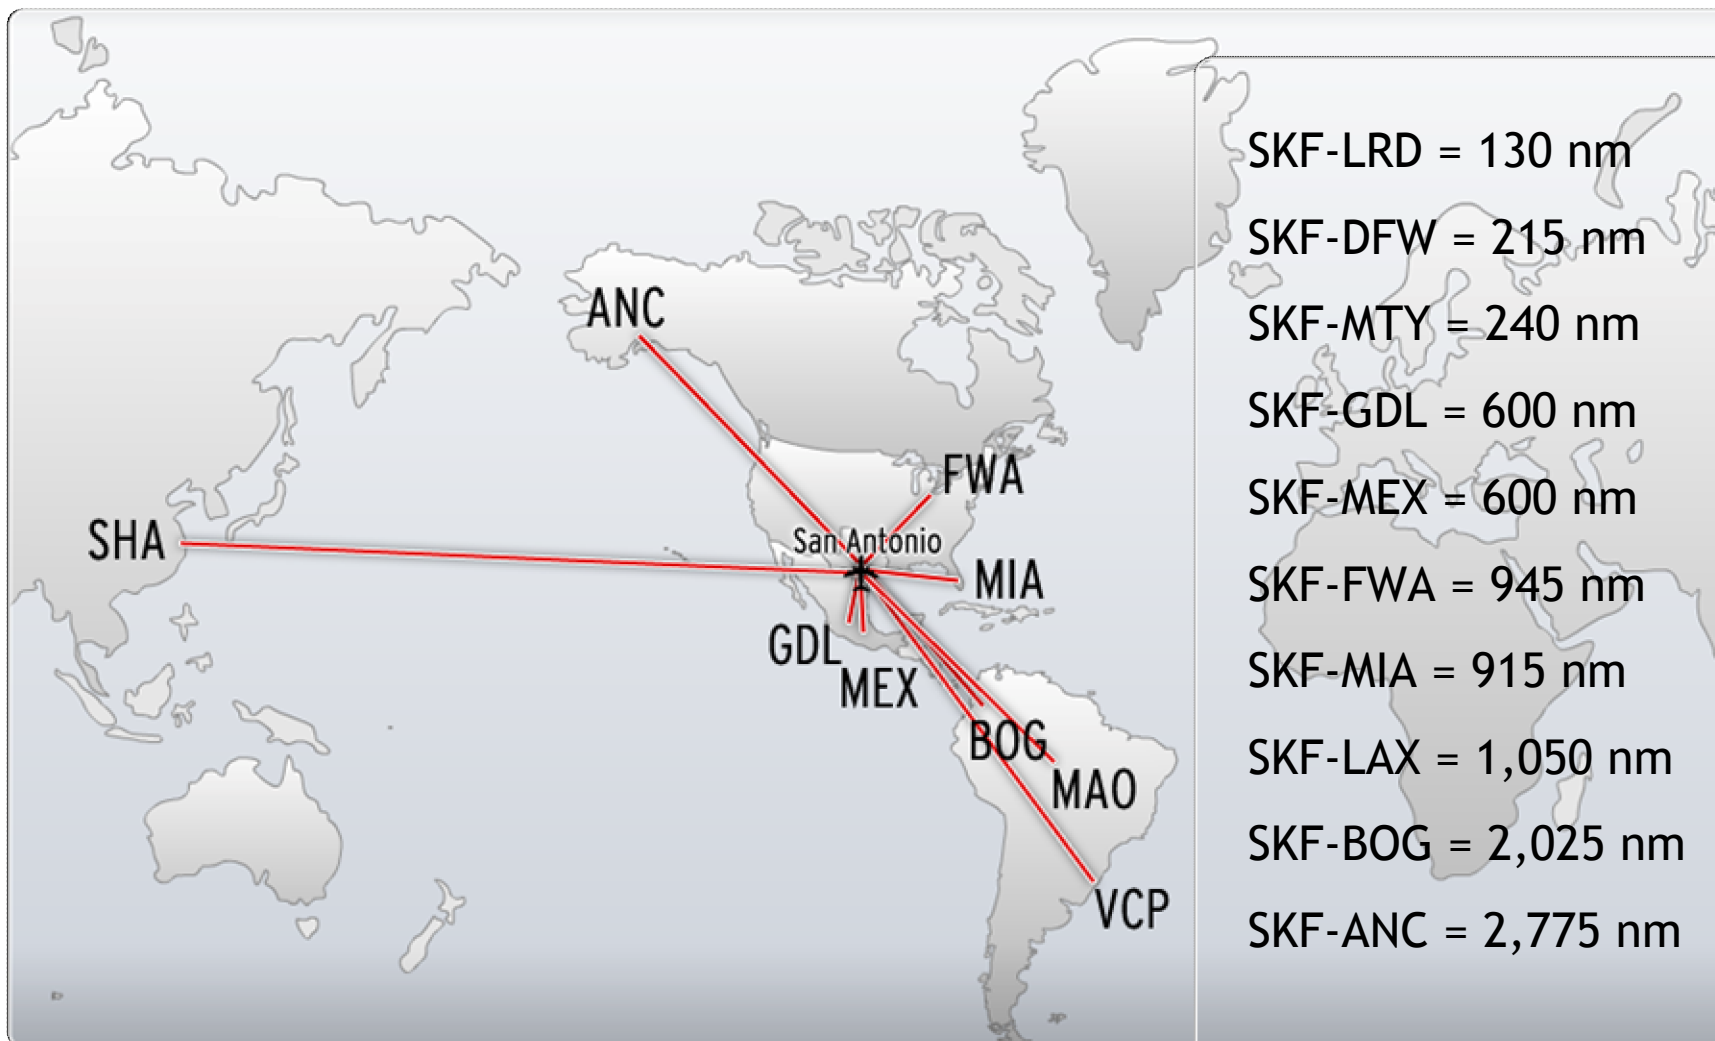 ANC
FWA
SHA
San Antonio
MIA
GDL
MEX
BOG
MAO
VCP
SKF-LRD = 130 nm
SKF-DFW = 215 nm
SKF-MTY = 240 nm
SKF-GDL = 600 nm
SKF-MEX = 600 nm
SKF-FWA = 945 nm
SKF-MIA = 915 nm
SKF-LAX = 1,050 nm
SKF-BOG = 2,025 nm
SKF-ANC = 2,775 nm